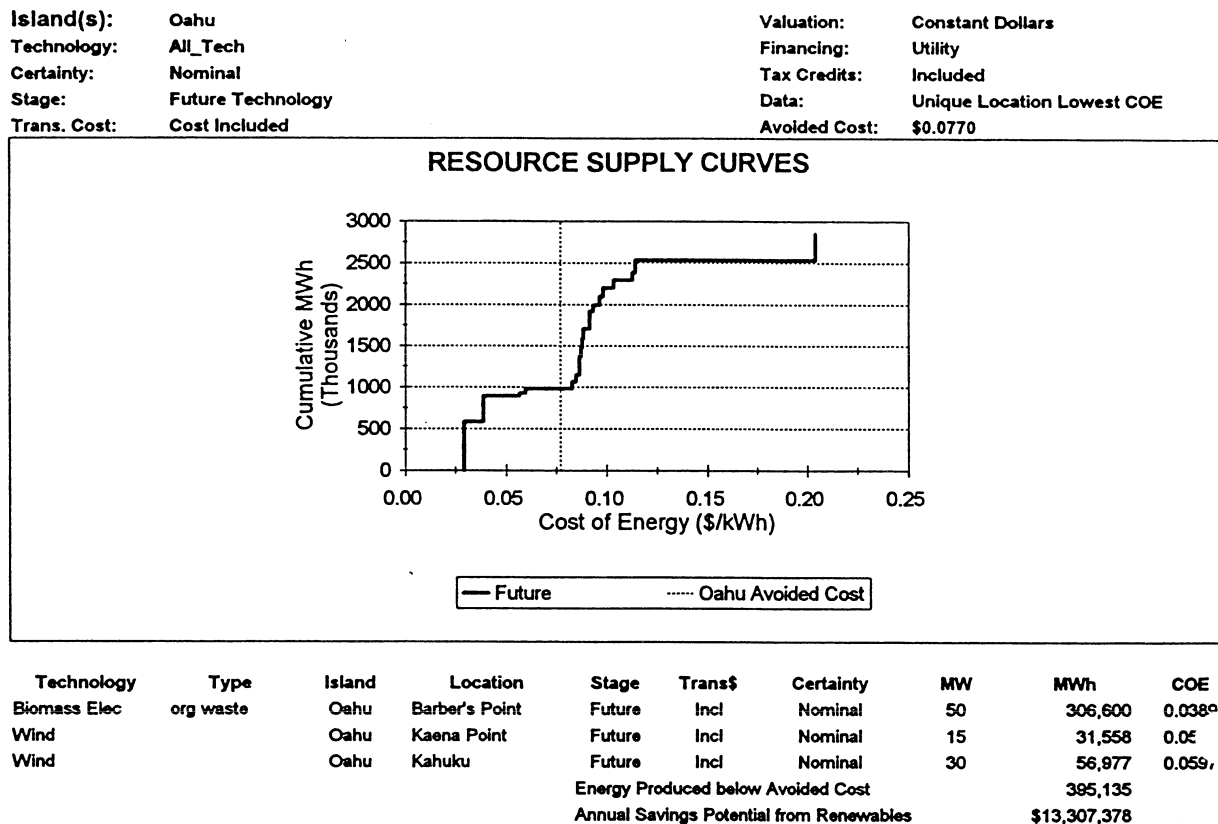 Island(s): Oahu Valuation: Constant Dollars
Technology: All_Tech Financing: Utility
Certainty: Nominal Tax Credits: Included
Stage: Future Technology Data: Unique Location Lowest COE
Trans. Cost: Cost Included Avoided Cost: $0.0770
RESOURCE SUPPLY CURVES
Cumulative MWh
(Thousands)
3000
2500
2000
1500
1000
500
0
0.00 0.05 0.10 0.15 0.20 0.25
Cost of Energy ($/kWh)
Future Oahu Avoided Cost
Technology Type Island Location Stage Trans$ Certainty MW MWh COE
Biomass Elec org waste Oahu Barber's Point Future Incl Nominal 50 306,600
Wind Oahu Kaena Point Future Incl Nominal 15 31,558
Wind Oahu Kahuku Future Incl Nominal 30 56,977
Energy Produced below Avoided Cost 395,135
Annual Savings Potential from Renewables $13,307,378